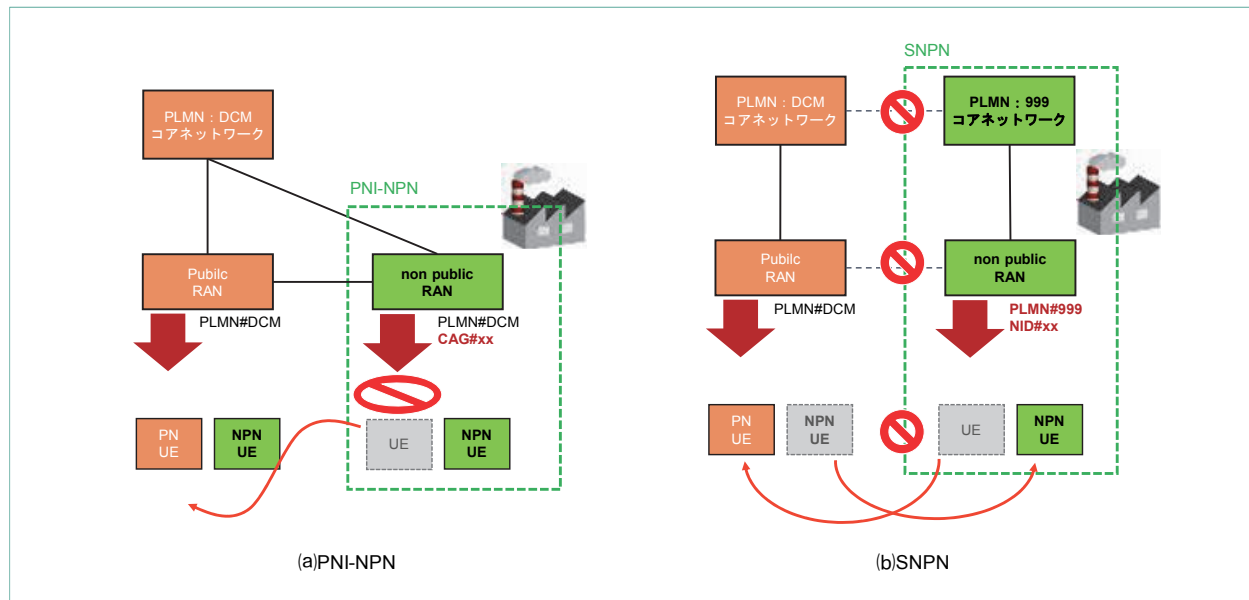 PLMN：DCM
コアネットワーク
PNI-NPN
Pubilc
RAN
non public
RAN
PLMN#DCM
PLMN#DCM
CAG#xx
PN
UE
NPN
UE
UE
NPN
UE
(a)PNI-NPN
SNPN
PLMN：DCM
コアネットワーク
PLMN：999
コアネットワーク
Public
RAN
non public
RAN
PLMN#DCM
PLMN#999
NID#xx
PN
UE
NPN
UE
UE
NPN
UE
(b)SNPN